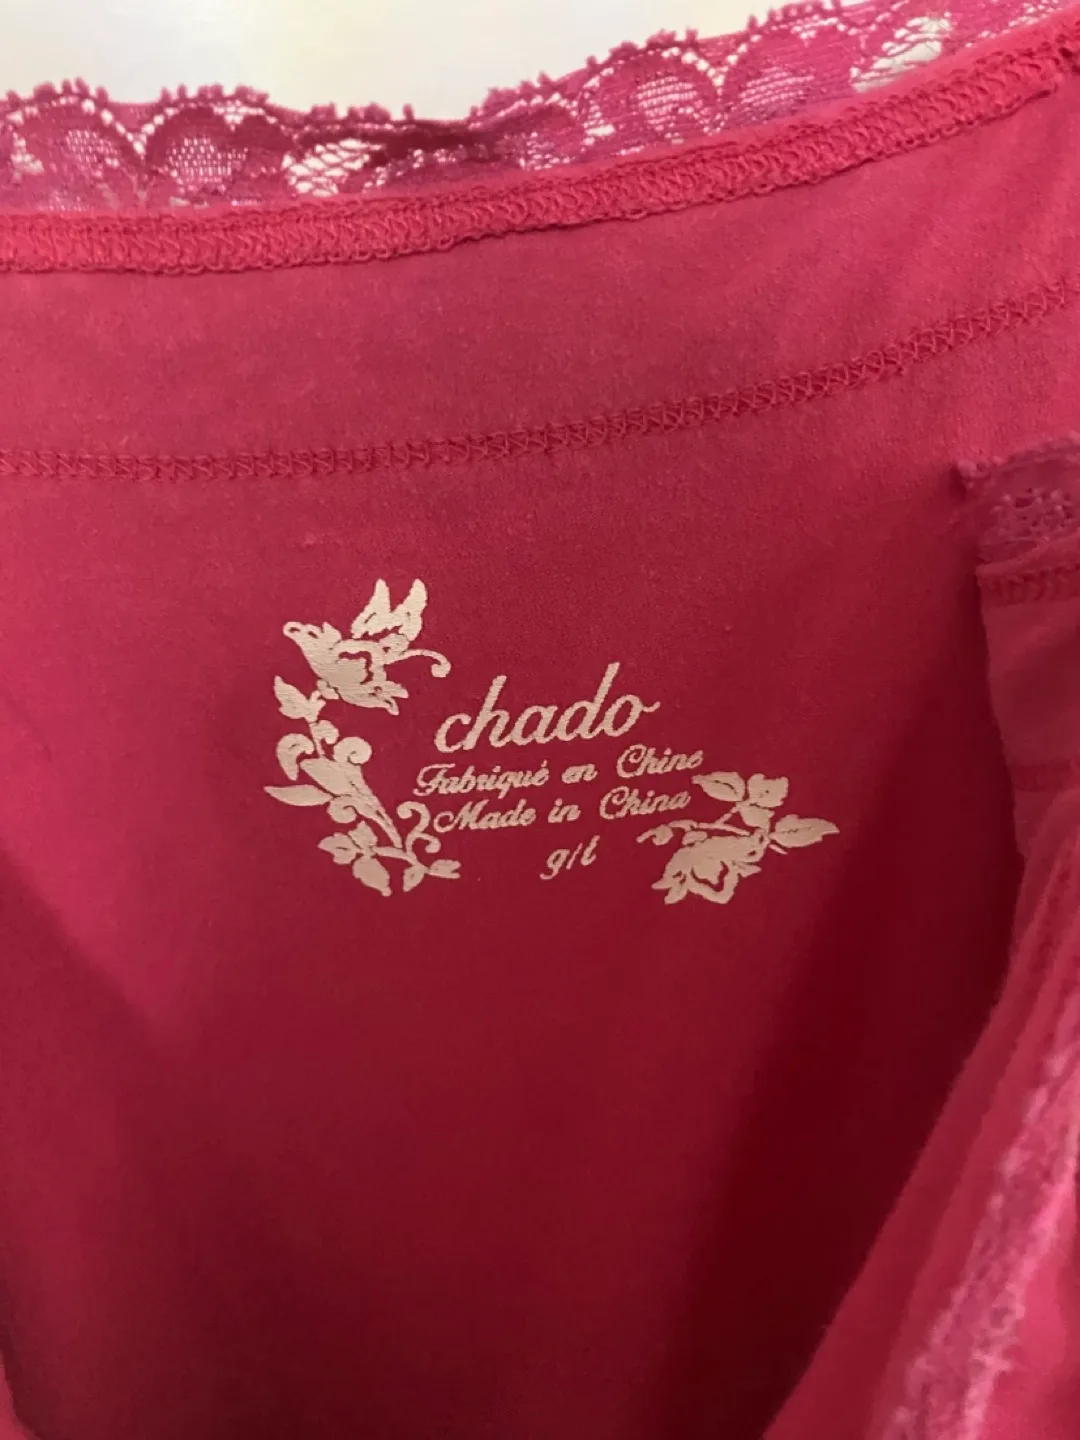 chado
Fabriqué en Chine
Made in China
g/l